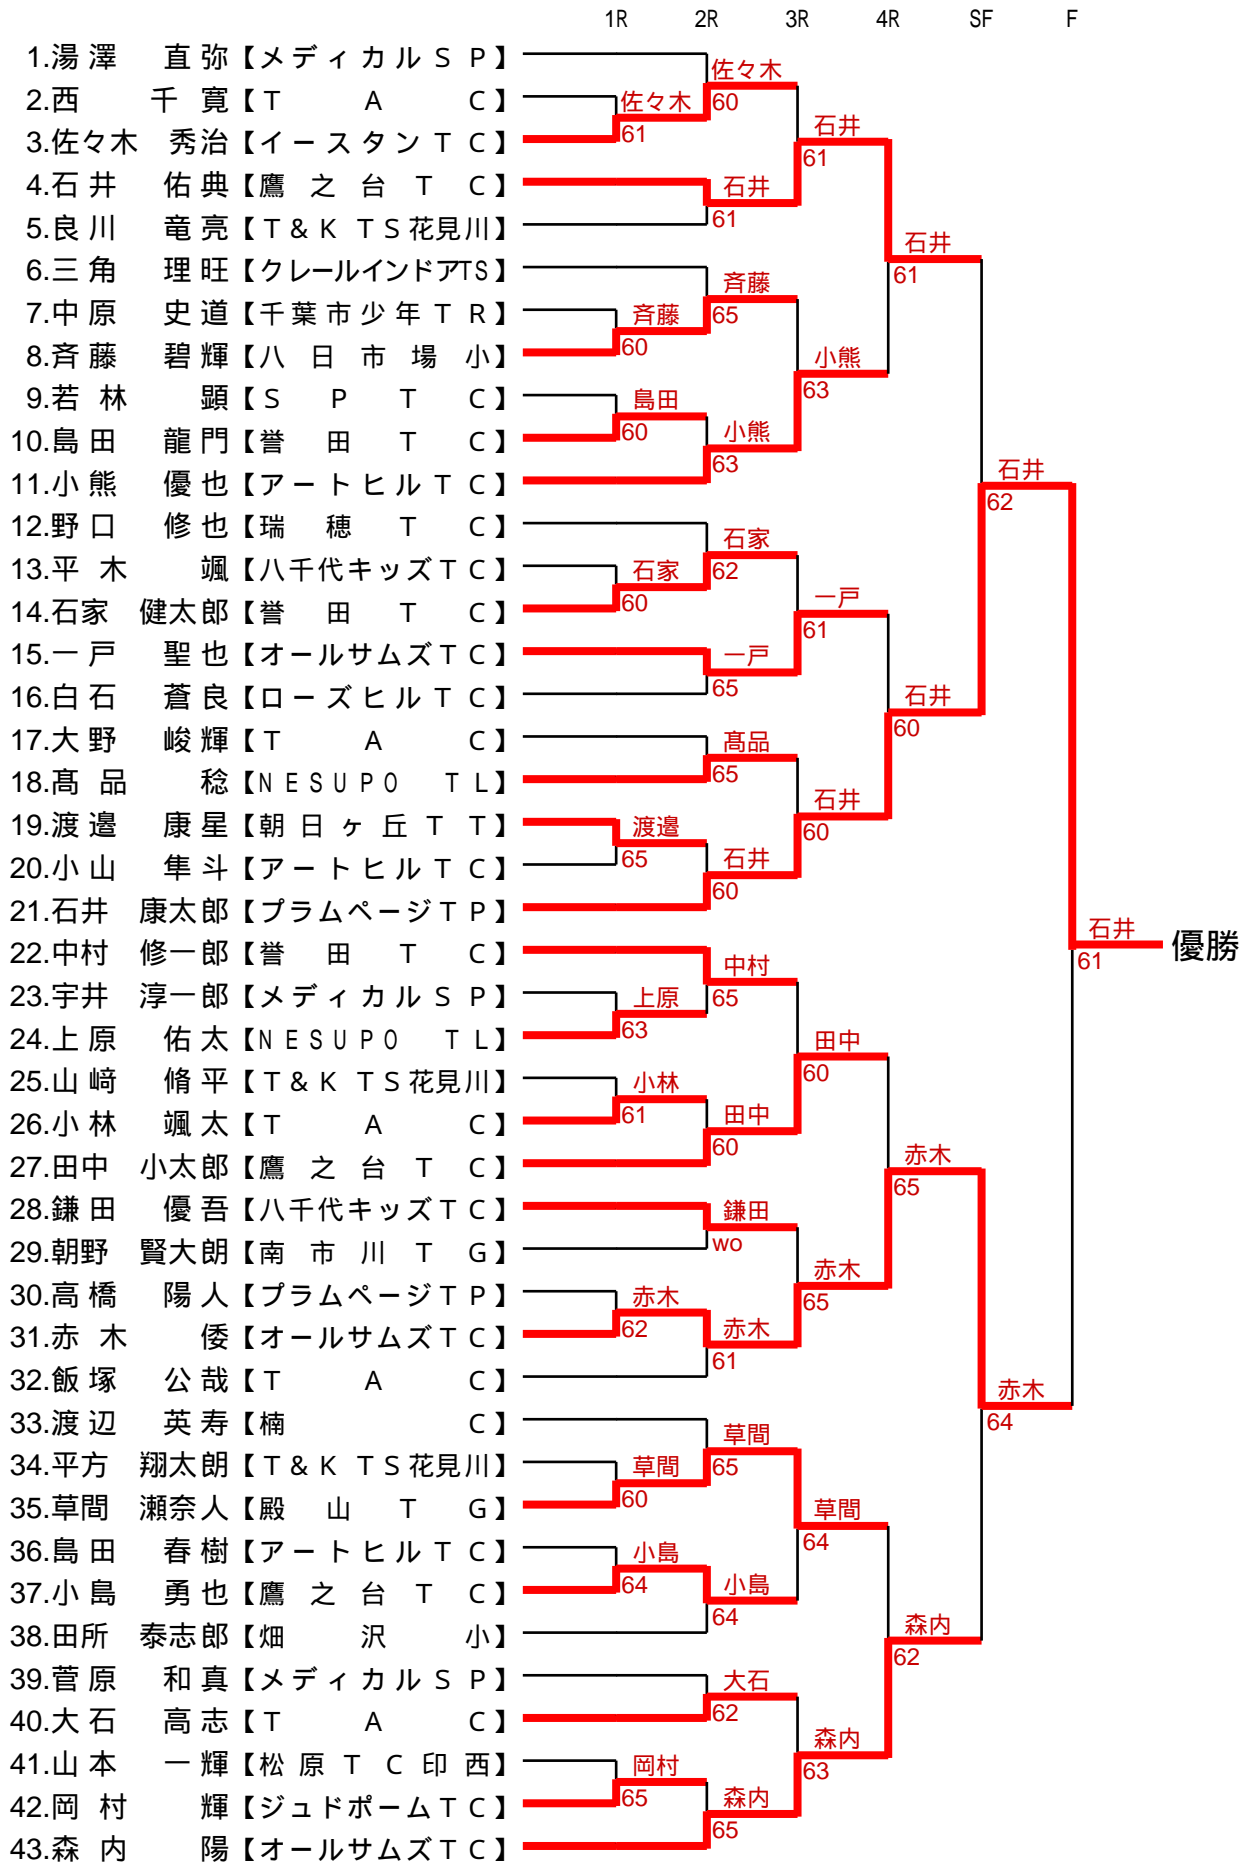 1R 2R 3R 4R SF F
1.湯澤 直弥【メディカルSP】
佐々木
2.西 千寛【TAC】
佐々木 60
3.佐々木 秀治【イースタンTC】
61 石井
61
4.石井 佑典【鷹之台TC】
石井
5.良川 竜亮【T&K TS花見川】
61 石井
6.三角 理旺【クレールインドアTS】
斉藤 61
7.中原 史道【千葉市少年TR】
斉藤 65
8.斉藤 碧輝【八日市場小】
60 小熊
63
9.若林 顕【SPTC】
島田
10.島田 龍門【誉田TC】
60 小熊
63
11.小熊 優也【アートヒルTC】
石井
62
12.野口 修也【瑞穂TC】
石家
13.平木 颯【八千代キッズTC】
石家 62
14.石家 健太郎【誉田TC】
60 一戸
61
15.一戸 聖也【オールサムズTC】
一戸
16.白石 蒼良【ローズヒルTC】
65 石井
17.大野 峻輝【TAC】
髙品 60
18.髙品 稔【NESUPO TL】
65 石井
19.渡邉 康星【朝日ヶ丘TT】
渡邉 60
20.小山 隼斗【アートヒルTC】
65 石井
60
21.石井 康太郎【プラムページTP】
石井 優勝
22.中村 修一郎【誉田TC】
中村 61
23.宇井 淳一郎【メディカルSP】
上原 65
24.上原 佑太【NESUPO TL】
63 田中
25.山﨑 脩平【T&K TS花見川】
小林 60
26.小林 颯太【TAC】
61 田中
60
27.田中 小太郎【鷹之台TC】
赤木
65
28.鎌田 優吾【八千代キッズTC】
鎌田
29.朝野 賢大朗【南市川TG】
wo 赤木
30.高橋 陽人【プラムページTP】
赤木 65
31.赤木 倭【オールサムズTC】
62 赤木
61
32.飯塚 公哉【TAC】
赤木
33.渡辺 英寿【楠C】
草間 64
34.平方 翔太朗【T&K TS花見川】
草間 65
35.草間 瀬奈人【殿山TG】
60 草間
36.島田 春樹【アートヒルTC】
小島 64
37.小島 勇也【鷹之台TC】
64 小島
64
38.田所 泰志郎【畑沢小】
森内
39.菅原 和真【メディカルSP】
大石 62
40.大石 高志【TAC】
62 森内
41.山本 一輝【松原TC印西】
岡村 63
42.岡村 輝【ジュドポームTC】
65 森内
65
43.森内 陽【オールサムズTC】